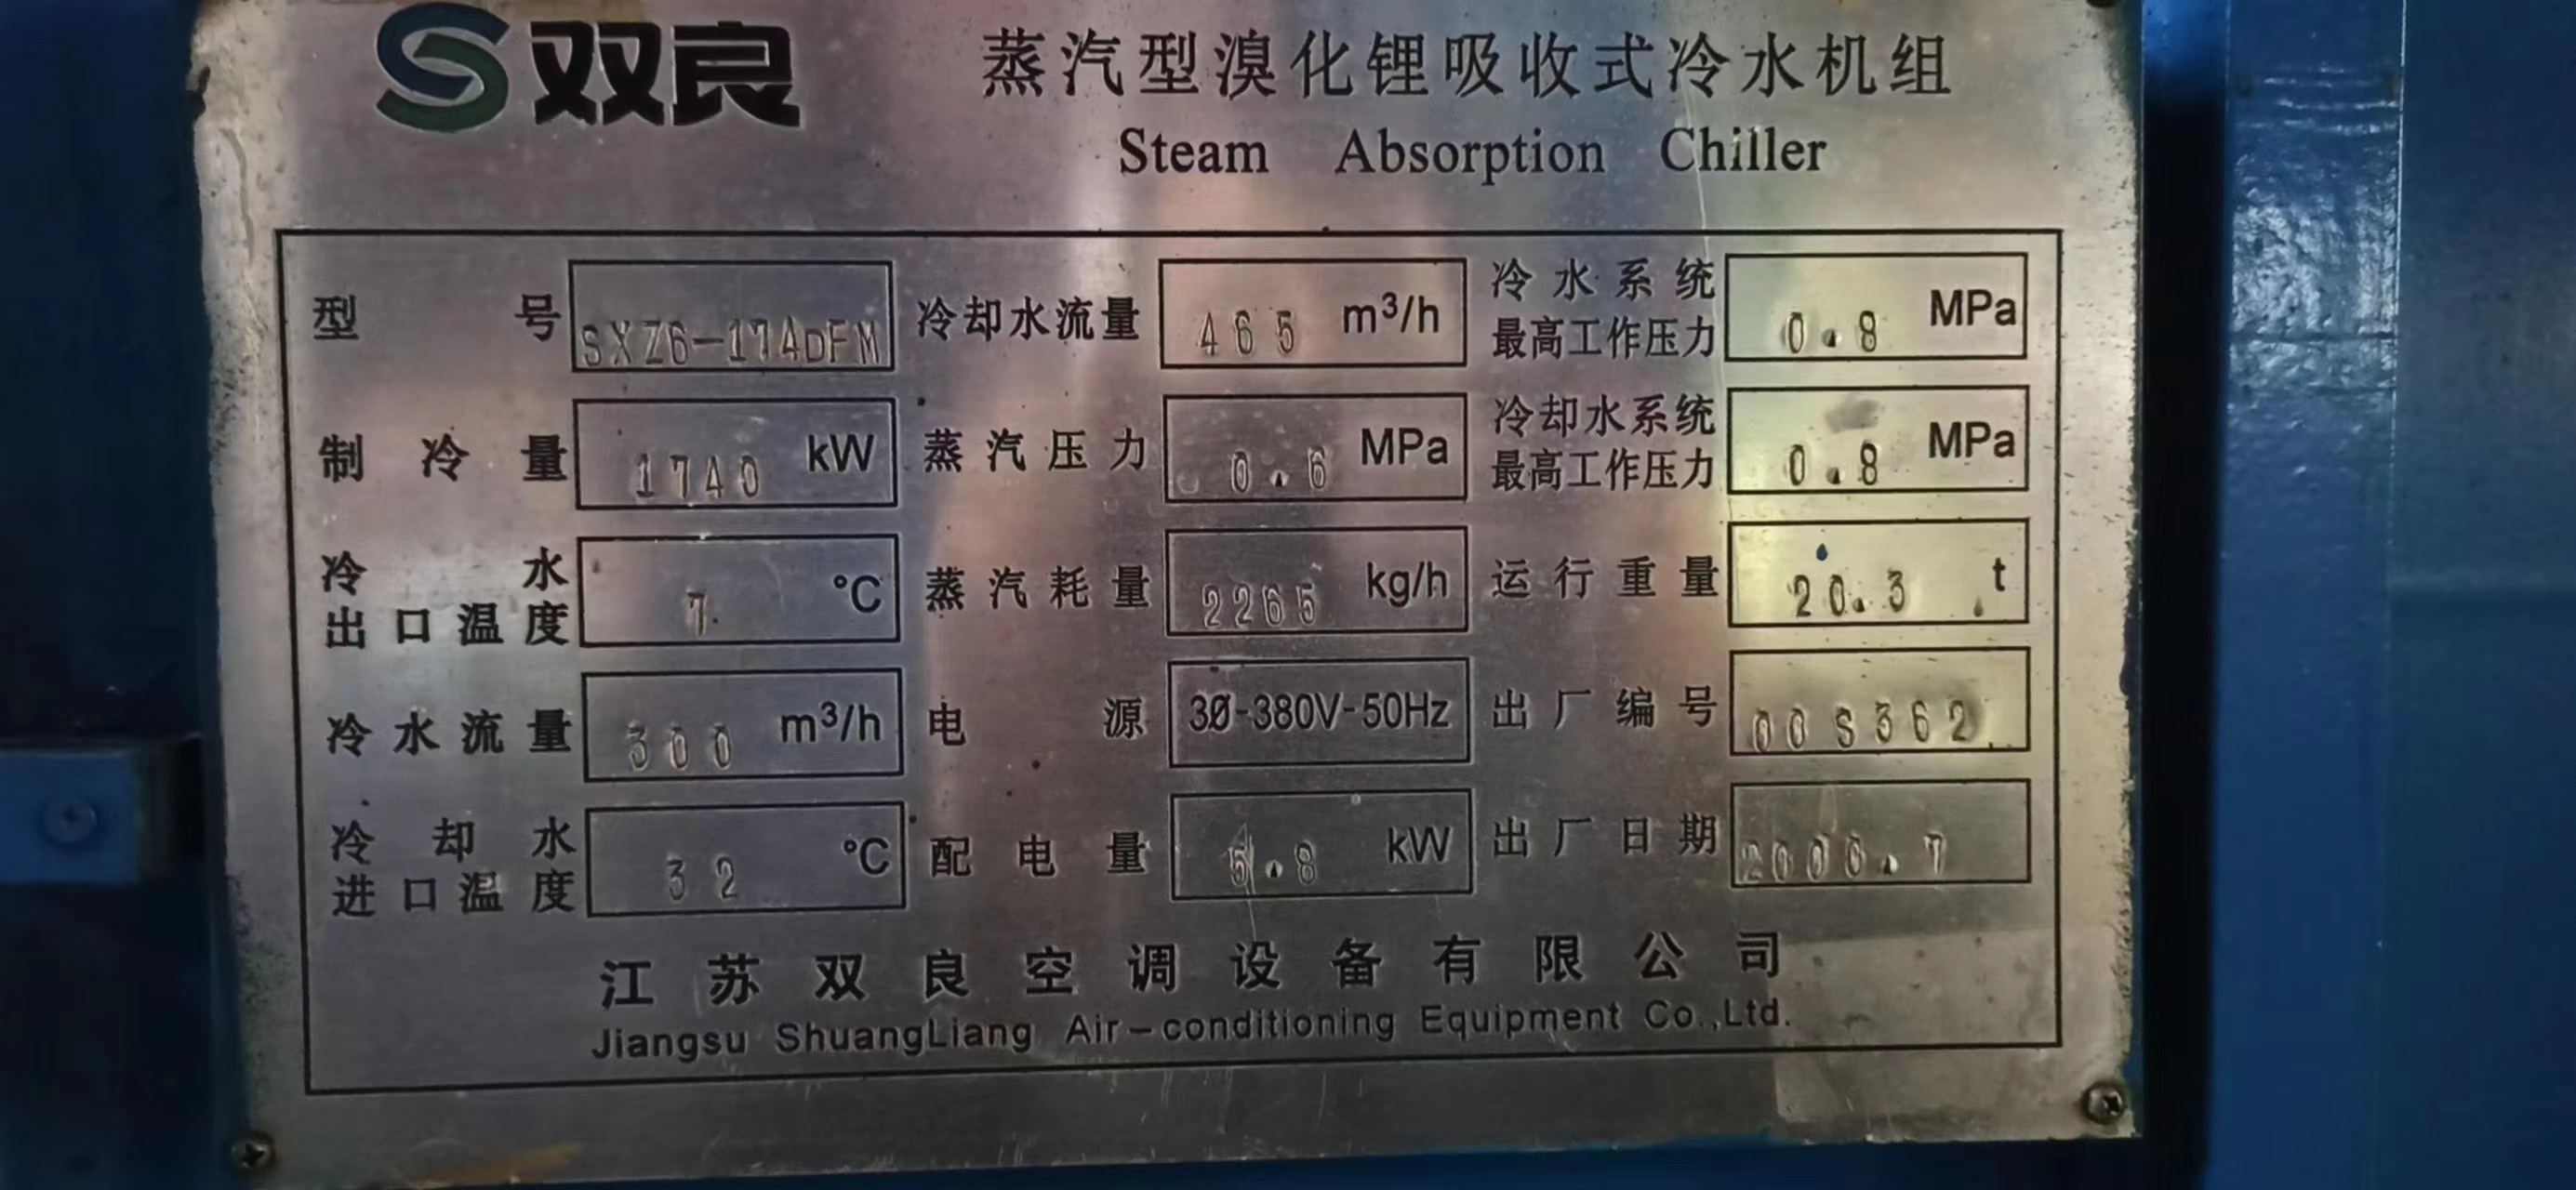 S双良
蒸汽型溴化锂吸收式冷水机组
Steam Absorption Chiller
型号 SXZ6-174DFM 冷却水流量 465 m³/h 冷水系统最高工作压力 0.8 MPa
制冷量 1740 kW 蒸汽压力 0.6 MPa 冷却水系统最高工作压力 0.8 MPa
冷水出口温度 7 °C 蒸汽耗量 2265 kg/h 运行重量 20.3 t
冷水流量 300 m³/h 电源 3Ø-380V-50Hz 出厂编号 00S362
冷却水进口温度 32 °C 配电量 5.8 kW 出厂日期 2000.7
江苏双良空调设备有限公司
Jiangsu ShuangLiang Air-conditioning Equipment Co.,Ltd.